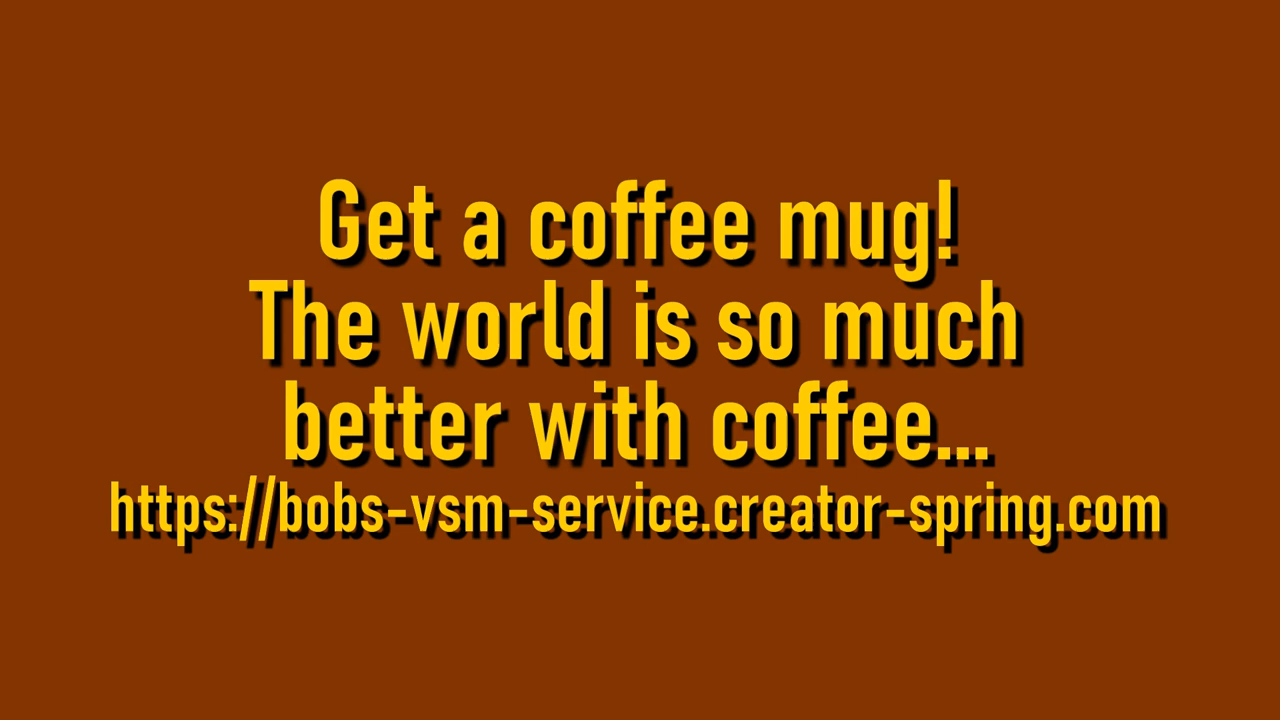 Get a coffee mug!
The world is so much
better with coffee...
https://bobs-vsm-service.creator-spring.com